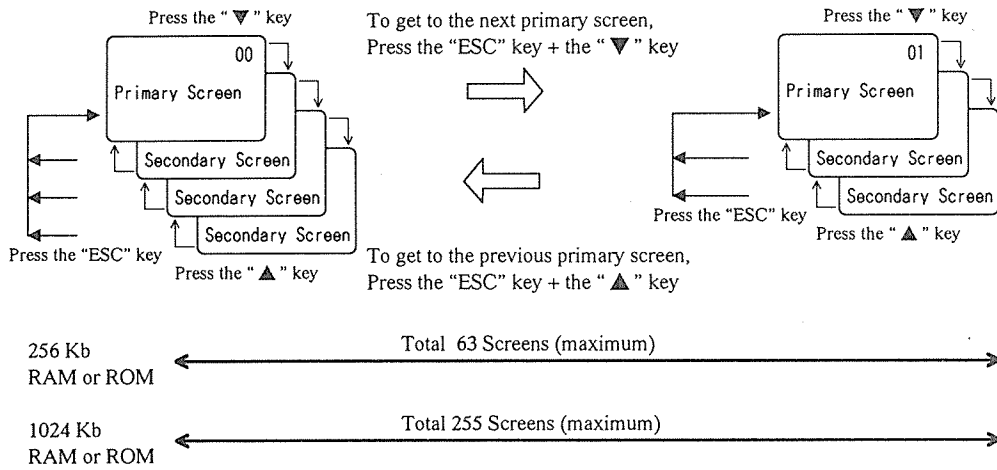 Press the “ ▼ ” key
00
Primary Screen
Secondary Screen
Secondary Screen
Secondary Screen
Press the “ESC” key
Press the “ ▲ ” key
To get to the next primary screen,
Press the “ESC” key + the “ ▼ ” key
To get to the previous primary screen,
Press the “ESC” key + the “ ▲ ” key
Press the “ ▼ ” key
01
Primary Screen
Secondary Screen
Secondary Screen
Press the “ESC” key
Press the “ ▲ ” key
256 Kb
RAM or ROM
Total 63 Screens (maximum)
1024 Kb
RAM or ROM
Total 255 Screens (maximum)